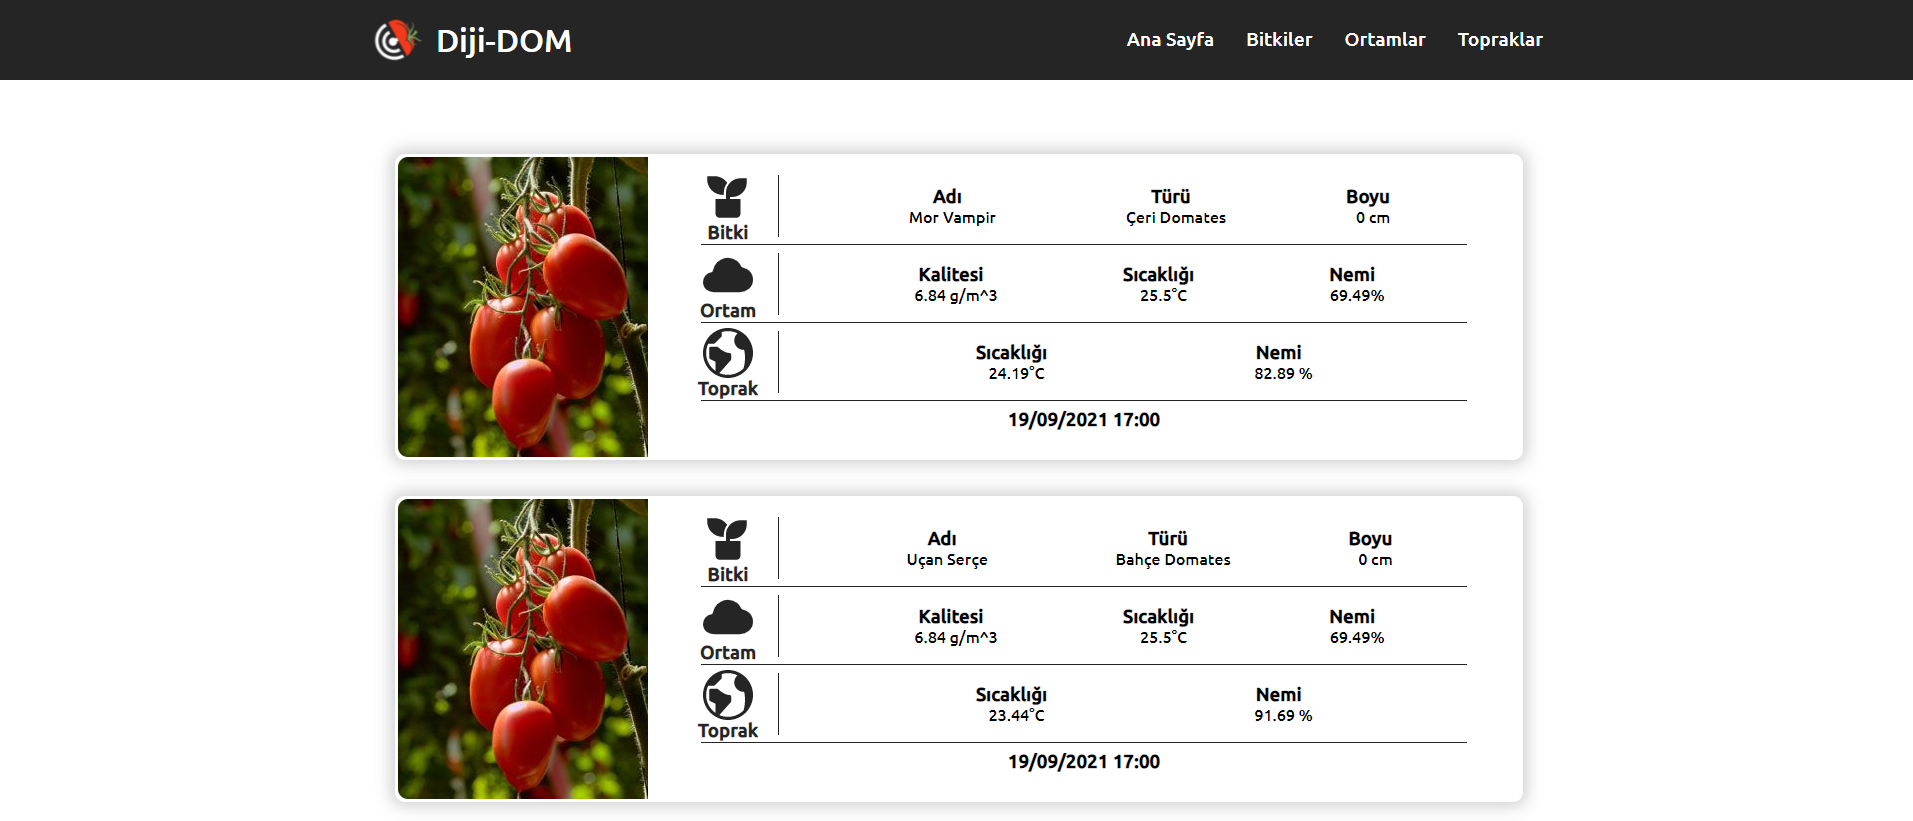 Diji-DOM
Ana Sayfa Bitkiler Ortamlar Topraklar
Adı Türü Boyu
Mor Vampir Çeri Domates 0 cm
Bitki
Kalitesi Sıcaklığı Nemi
6.84 g/m^3 25.5°C 69.49%
Ortam
Sıcaklığı Nemi
24.19°C 82.89 %
Toprak
19/09/2021 17:00
Adı Türü Boyu
Uçan Serçe Bahçe Domates 0 cm
Bitki
Kalitesi Sıcaklığı Nemi
6.84 g/m^3 25.5°C 69.49%
Ortam
Sıcaklığı Nemi
23.44°C 91.69 %
Toprak
19/09/2021 17:00